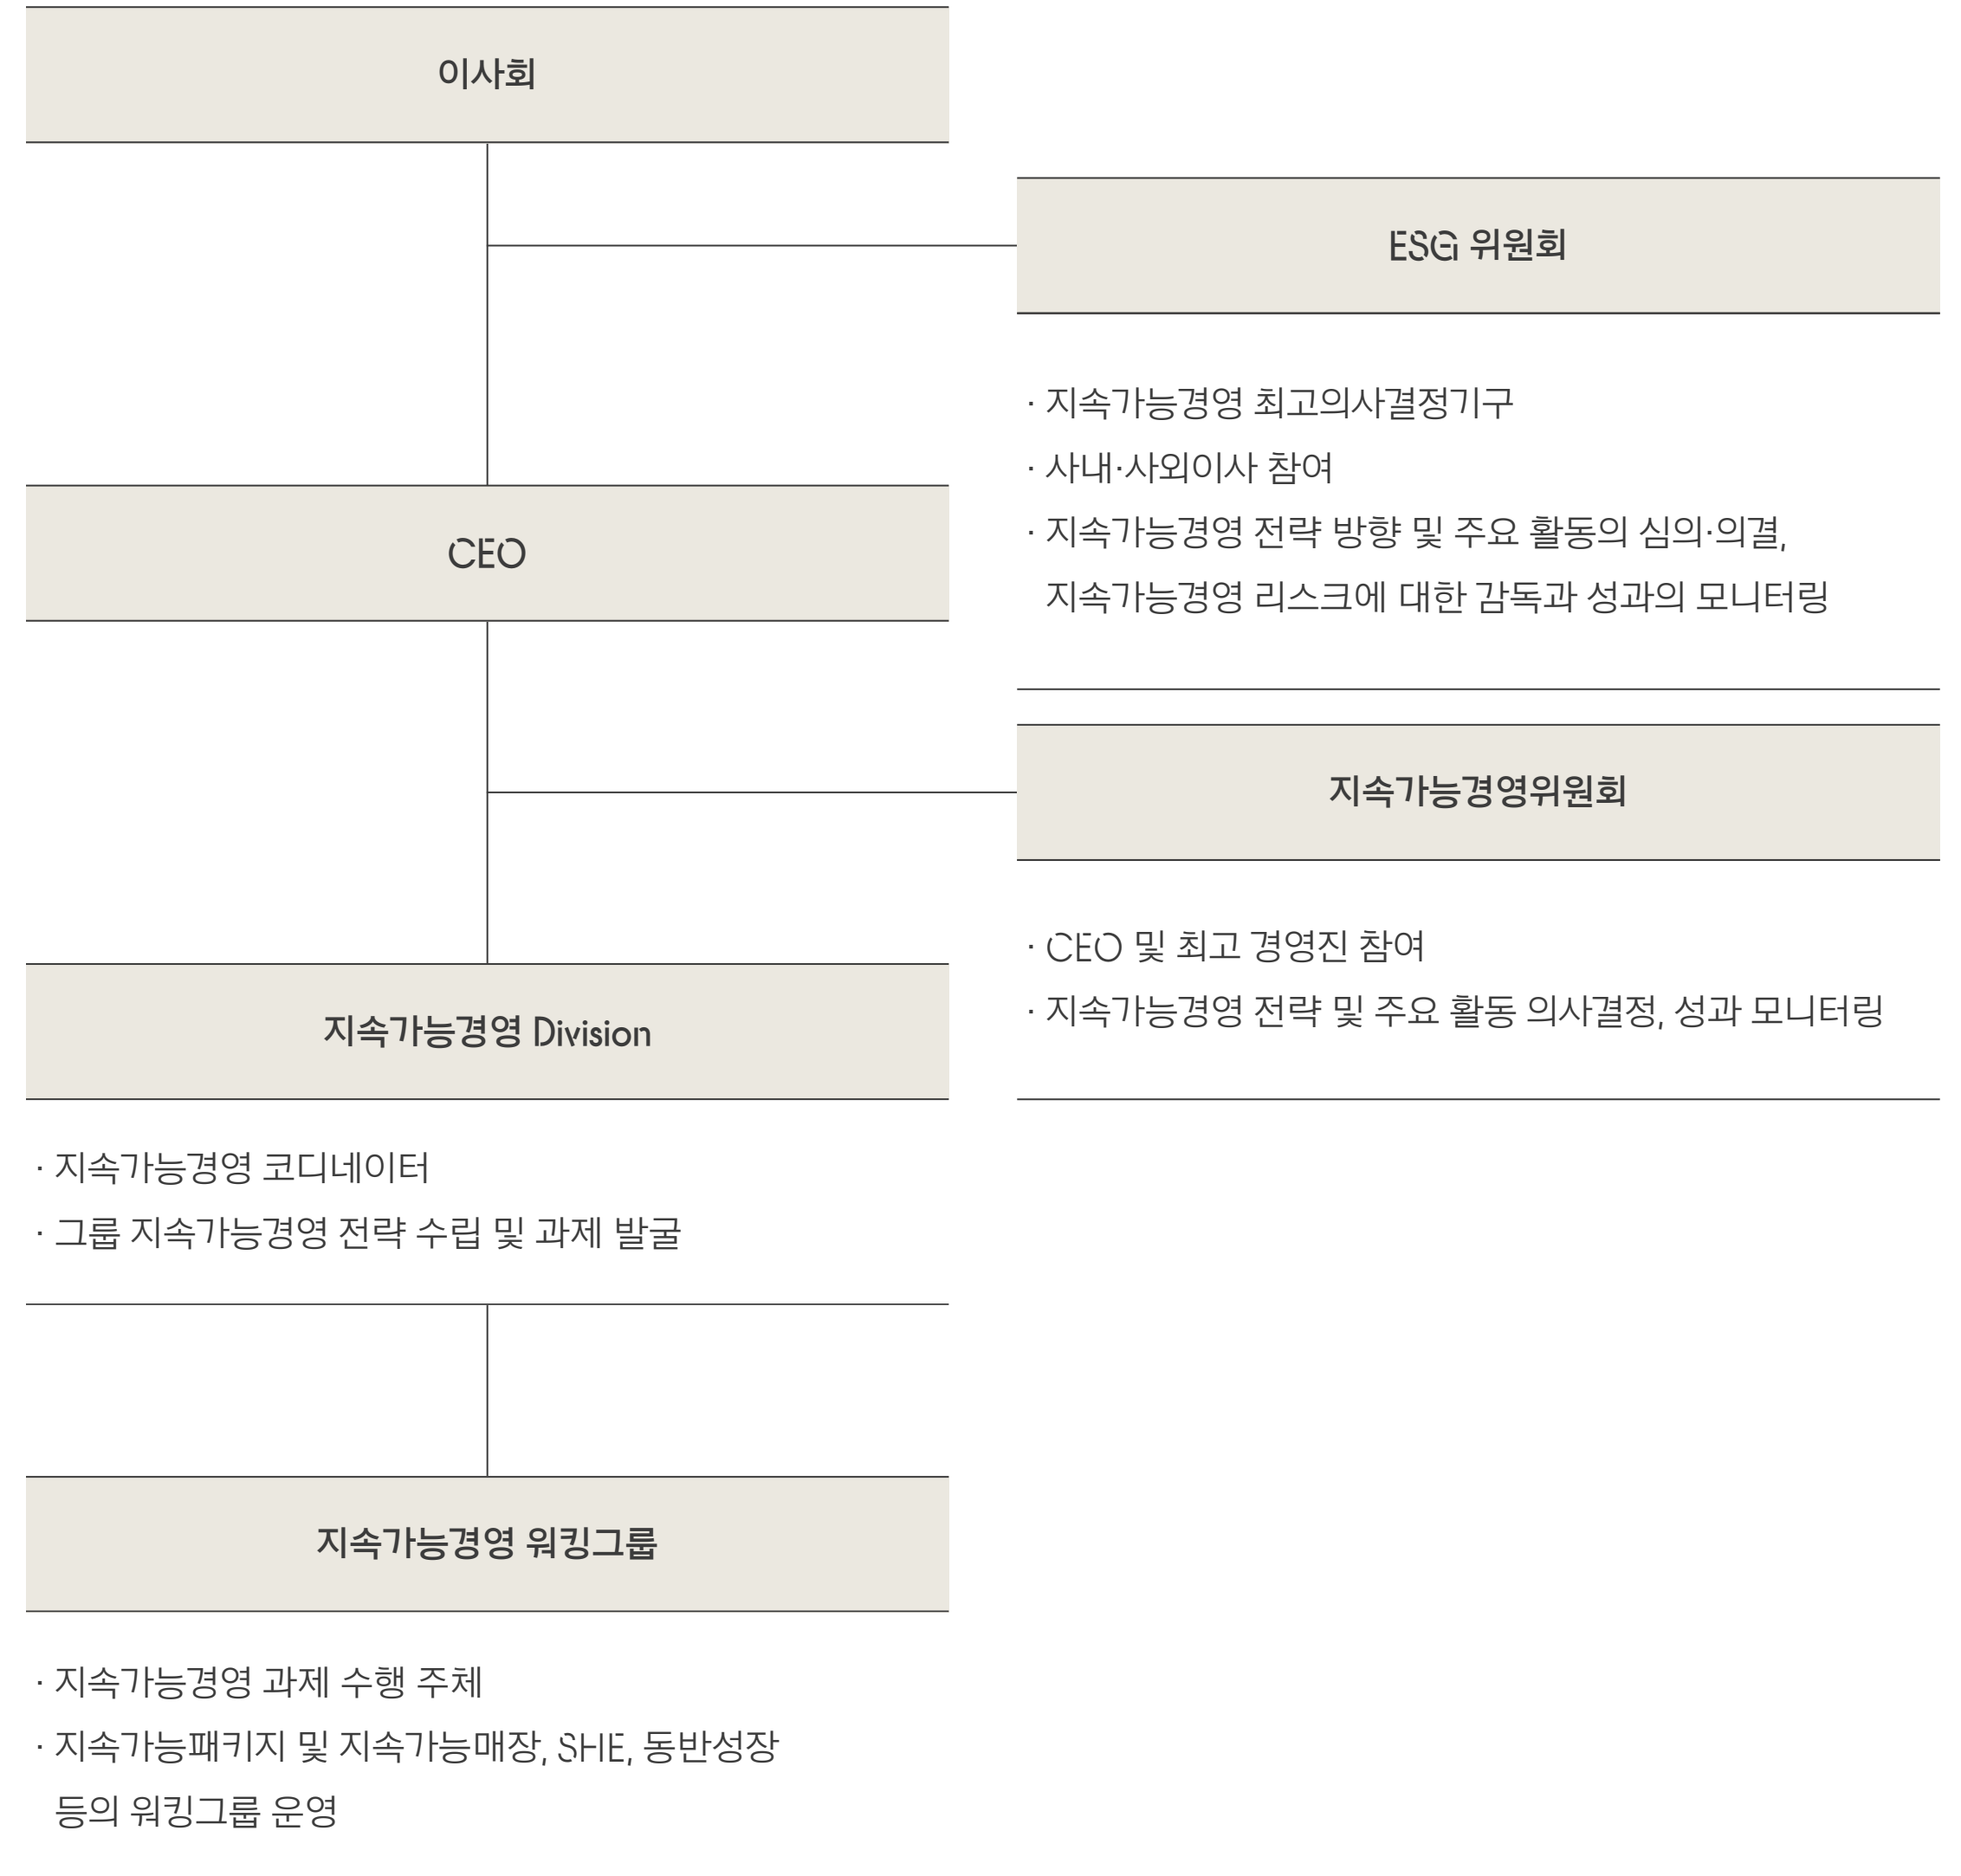 이사회
ESG 위원회
· 지속가능경영 최고의사결정기구
· 사내·사외이사 참여
· 지속가능경영 전략 방향 및 주요 활동의 심의·의결,
지속가능경영 리스크에 대한 감독과 성과의 모니터링
CEO
지속가능경영위원회
· CEO 및 최고 경영진 참여
· 지속가능경영 전략 및 주요 활동 의사결정, 성과 모니터링
지속가능경영 Division
· 지속가능경영 코디네이터
· 그룹 지속가능경영 전략 수립 및 과제 발굴
지속가능경영 워킹그룹
· 지속가능경영 과제 수행 주체
· 지속가능패키지 및 지속가능매장, SHE, 동반성장
등의 워킹그룹 운영